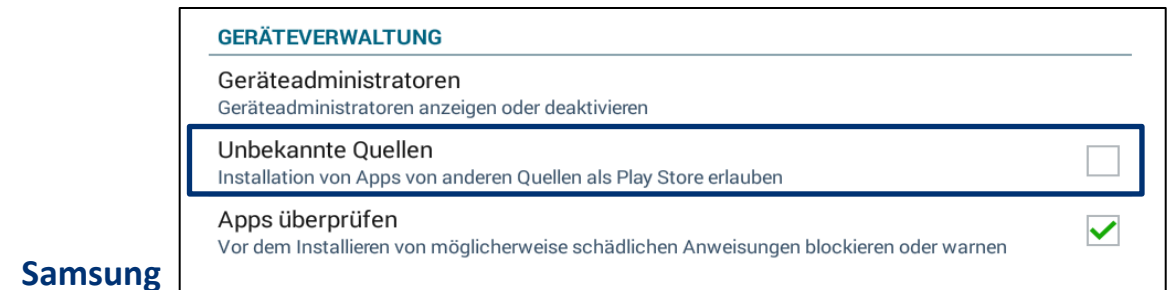 GERÄTEVERWALTUNG
Geräteadministratoren
Geräteadministratoren anzeigen oder deaktivieren
Unbekannte Quellen
Installation von Apps von anderen Quellen als Play Store erlauben
Apps überprüfen
Vor dem Installieren von möglicherweise schädlichen Anweisungen blockieren oder warnen
Samsung